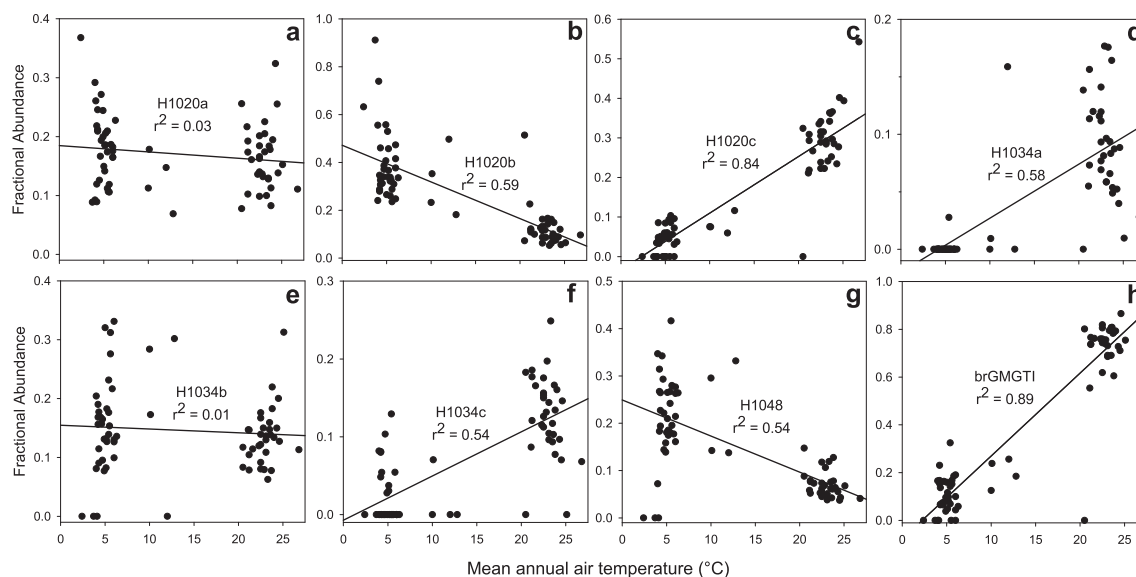 a
b
c
d
0.4
0.3
0.2
0.1
0.0
H1020a
r² = 0.03
1.0
0.8
0.6
0.4
0.2
0.0
H1020b
r² = 0.59
0.6
0.5
0.4
0.3
0.2
0.1
0.0
H1020c
r² = 0.84
0.2
0.1
0.0
H1034a
r² = 0.58
Fractional Abundance
e
f
g
h
0.4
0.3
0.2
0.1
0.0
H1034b
r² = 0.01
0 5 10 15 20 25
0.3
0.2
0.1
0.0
H1034c
r² = 0.54
0 5 10 15 20 25
0.5
0.4
0.3
0.2
0.1
0.0
H1048
r² = 0.54
0 5 10 15 20 25
1.0
0.8
0.6
0.4
0.2
0.0
brGMGTI
r² = 0.89
0 5 10 15 20 25
Fractional Abundance
Mean annual air temperature (°C)